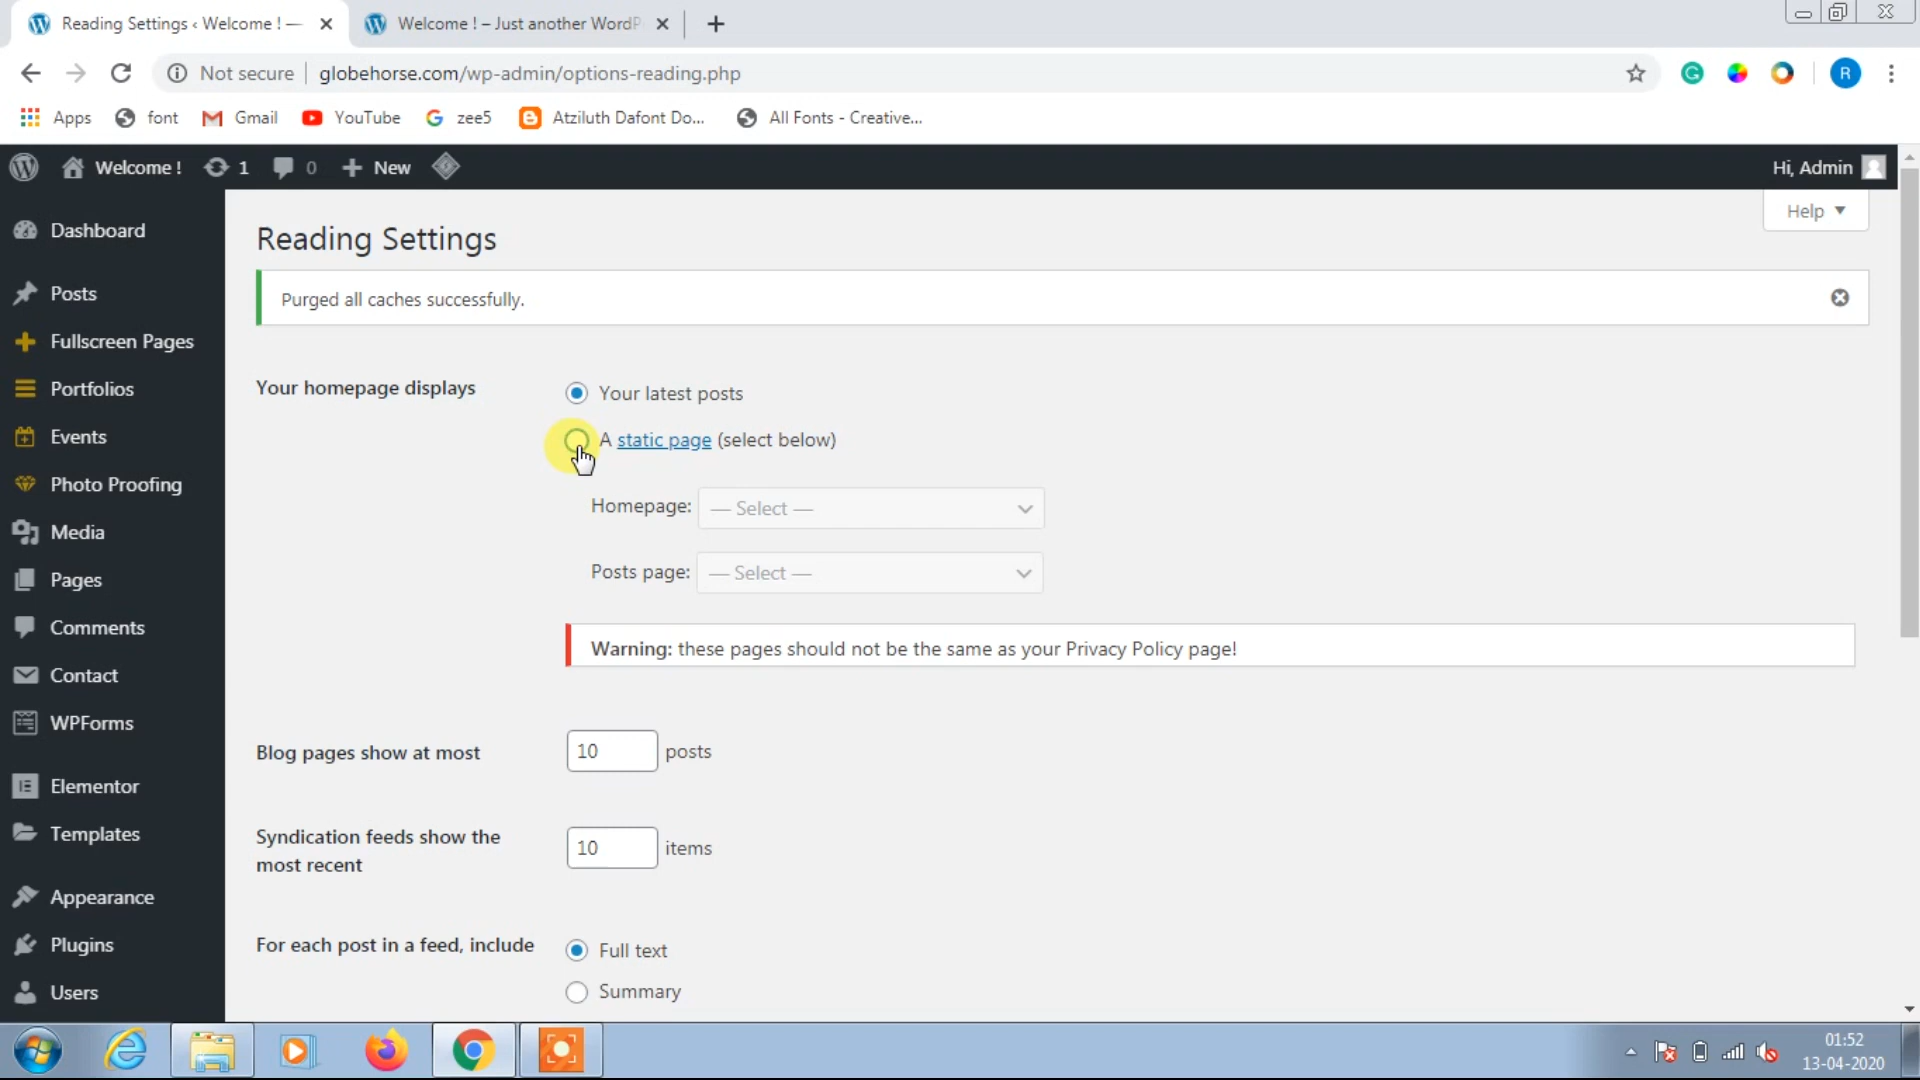 Reading Settings ‹ Welcome ! —
Welcome ! – Just another WordP
Not secure
globehorse.com/wp-admin/options-reading.php
R
Apps
font
Gmail
YouTube
zee5
Atziluth Dafont Do...
All Fonts - Creative...
Welcome !
1
0
New
Hi, Admin
Help
Dashboard
Posts
Fullscreen Pages
Portfolios
Events
Photo Proofing
Media
Pages
Comments
Contact
WPForms
Elementor
Templates
Appearance
Plugins
Users
Reading Settings
Purged all caches successfully.
Your homepage displays
Your latest posts
A static page (select below)
Homepage: — Select —
Posts page: — Select —
Warning: these pages should not be the same as your Privacy Policy page!
Blog pages show at most 10 posts
Syndication feeds show the
most recent
10 items
For each post in a feed, include
Full text
Summary
01:52
13-04-2020